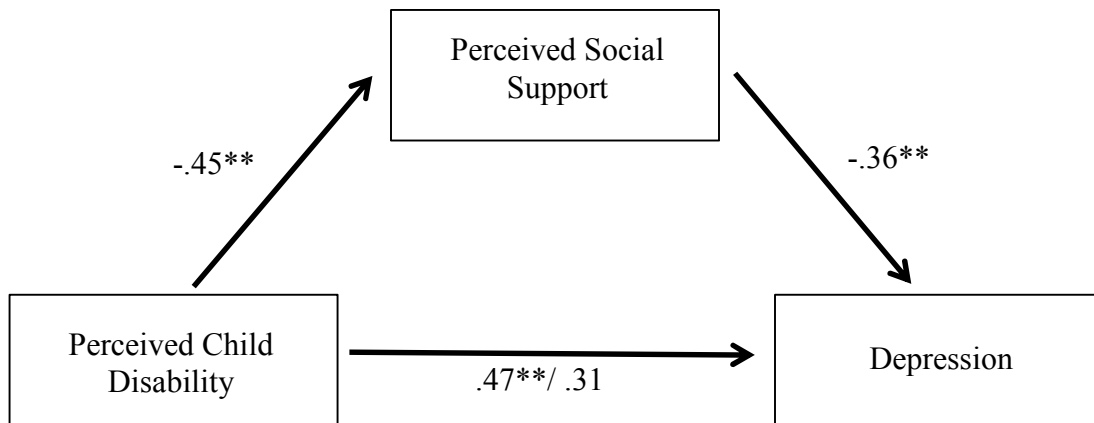 Perceived Social
Support
-.45**
-.36**
Perceived Child
Disability
.47**/ .31
Depression